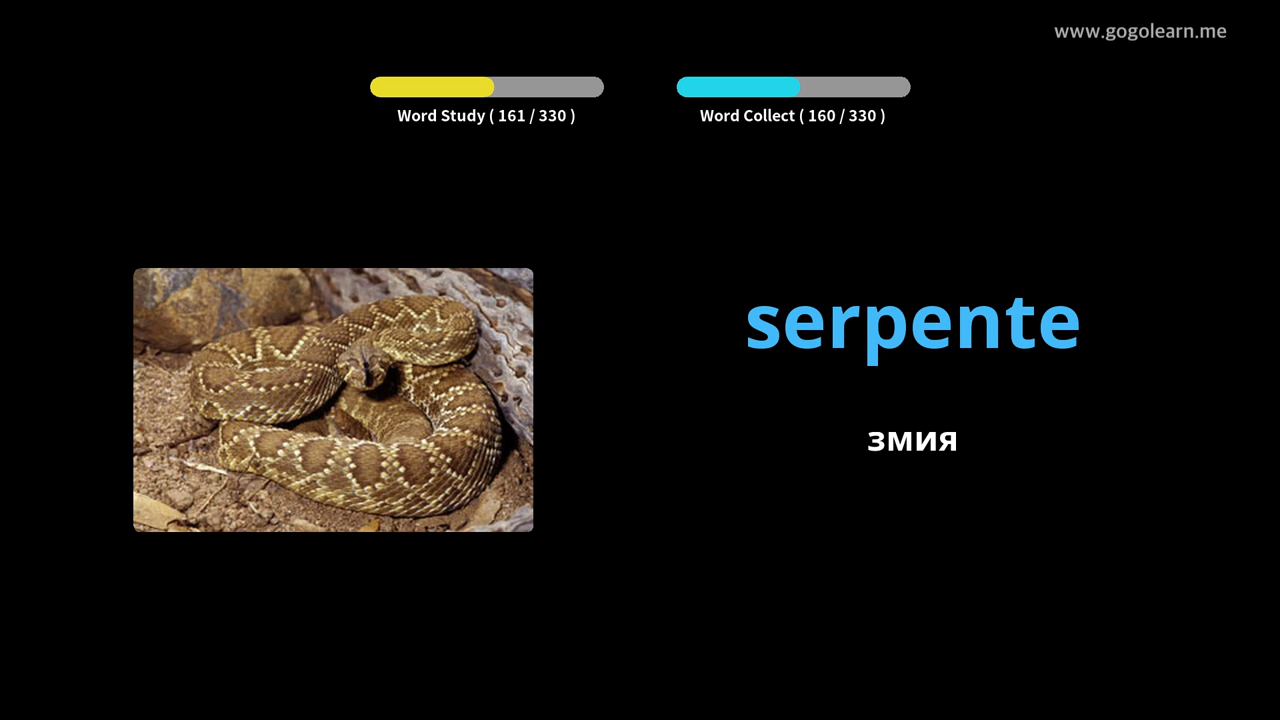 www.gogolearn.me
Word Study ( 161 / 330 )
Word Collect ( 160 / 330 )
serpente
змия